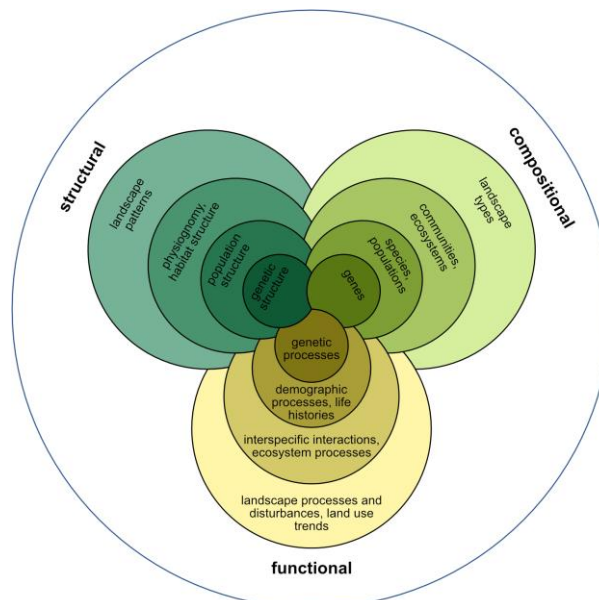 structural
landscape
patterns
physiognomy,
habitat structure
population
structure
genetic
structure
compositional
landscape
types
communities,
ecosystems
species,
populations
genes
genetic
processes
demographic
processes, life
histories
interspecific interactions,
ecosystem processes
landscape processes and
disturbances, land use
trends
functional